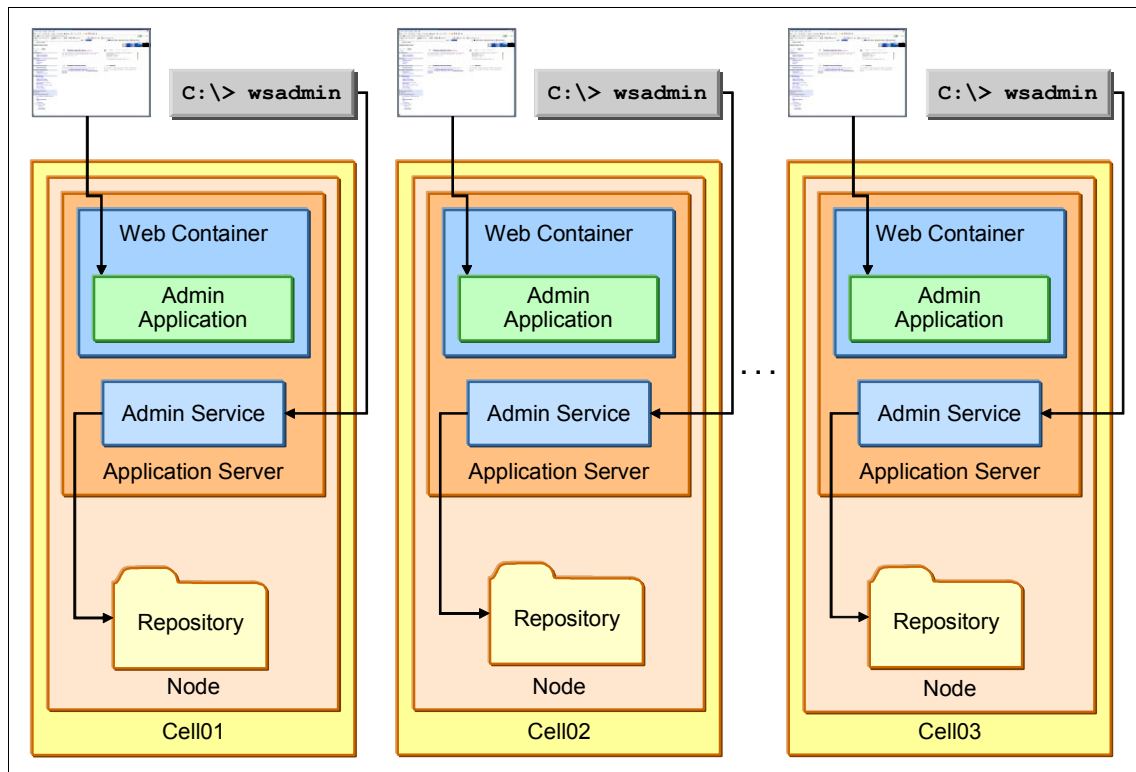 C:\> wsadmin
C:\> wsadmin
C:\> wsadmin
Web Container
Admin
Application
Admin Service
Application Server
Repository
Node
Cell01
Web Container
Admin
Application
Admin Service
Application Server
Repository
Node
Cell02
. . .
Web Container
Admin
Application
Admin Service
Application Server
Repository
Node
Cell03